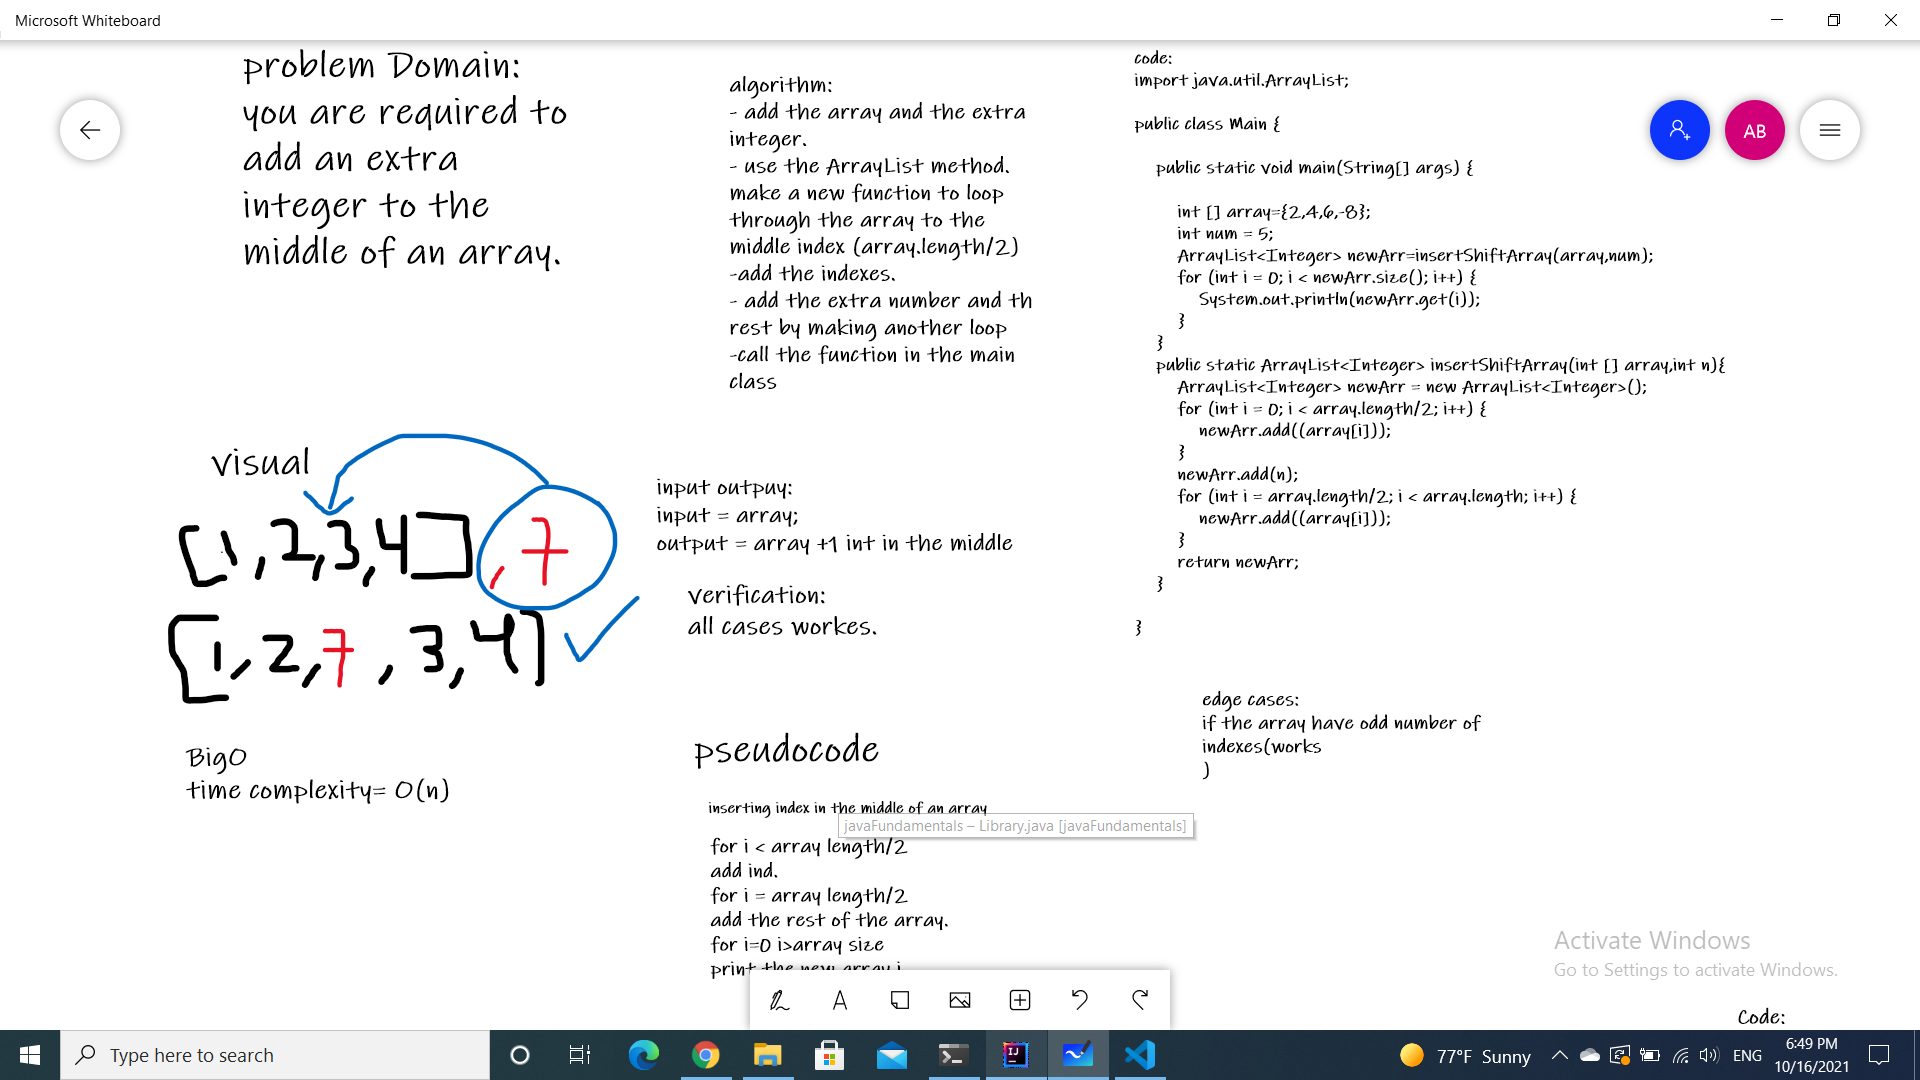 Microsoft Whiteboard
problem Domain:
you are required to
add an extra
integer to the
middle of an array.
visual
[1,2,3,4] ,7
[1,2,7,3,4]
BigO
time complexity= O(n)
algorithm:
- add the array and the extra
integer.
- use the ArrayList method.
make a new function to loop
through the array to the
middle index (array.length/2)
-add the indexes.
- add the extra number and th
rest by making another loop
-call the function in the main
class
input outpuy:
input = array;
output = array +1 int in the middle
verification:
all cases workes.
pseudocode
inserting index in the middle of an array
javaFundamentals – Library.java [javaFundamentals]
for i < array length/2
add ind.
for i = array length/2
add the rest of the array.
for i=0 i>array size
print the new array i
code:
import java.util.ArrayList;
public class Main {
public static void main(String[] args) {
int [] array={2,4,6,-8};
int num = 5;
ArrayList<Integer> newArr=insertShiftArray(array,num);
for (int i = 0; i < newArr.size(); i++) {
System.out.println(newArr.get(i));
}
}
public static ArrayList<Integer> insertShiftArray(int [] array,int n){
ArrayList<Integer> newArr = new ArrayList<Integer>();
for (int i = 0; i < array.length/2; i++) {
newArr.add((array[i]));
}
newArr.add(n);
for (int i = array.length/2; i < array.length; i++) {
newArr.add((array[i]));
}
return newArr;
}
}
edge cases:
if the array have odd number of
indexes(works
)
AB
Activate Windows
Go to Settings to activate Windows.
Code:
Type here to search
77°F Sunny
ENG
6:49 PM
10/16/2021